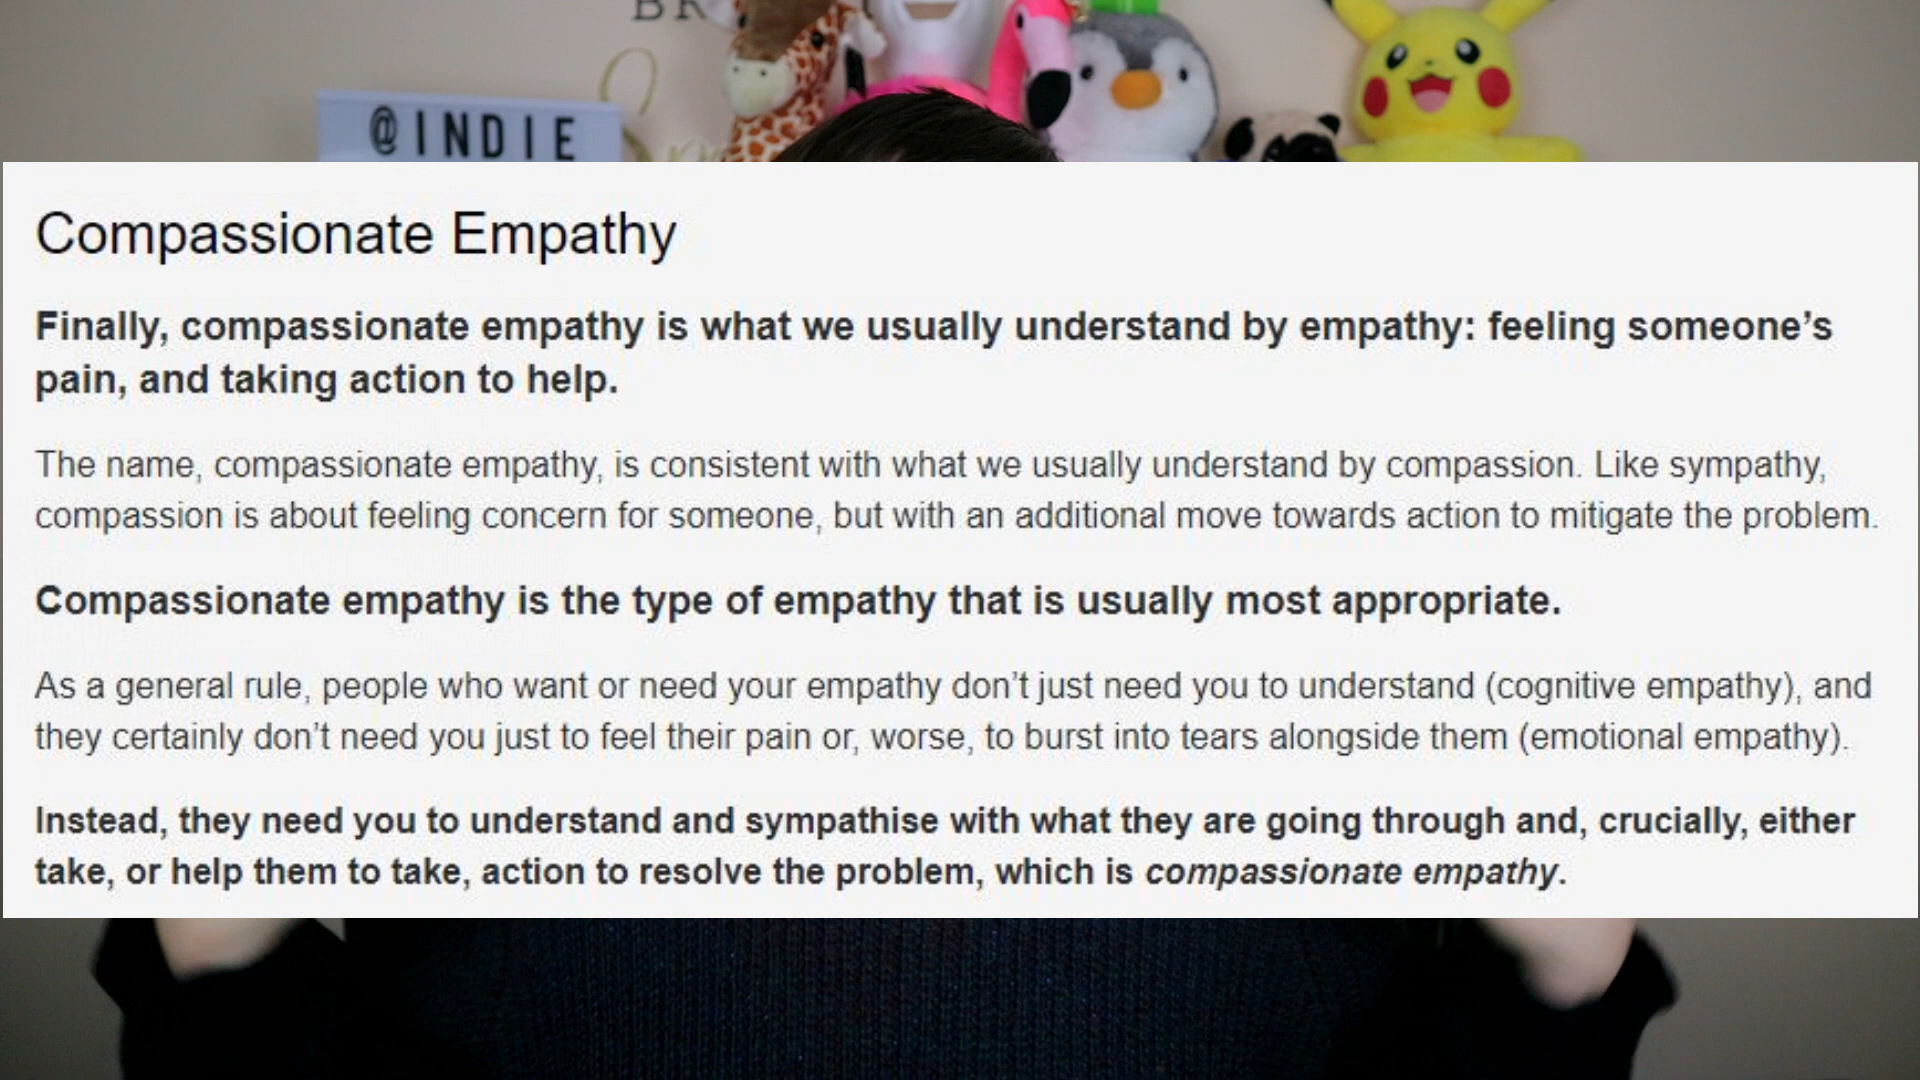 BR
@INDIE
Compassionate Empathy
Finally, compassionate empathy is what we usually understand by empathy: feeling someone’s
pain, and taking action to help.
The name, compassionate empathy, is consistent with what we usually understand by compassion. Like sympathy,
compassion is about feeling concern for someone, but with an additional move towards action to mitigate the problem.
Compassionate empathy is the type of empathy that is usually most appropriate.
As a general rule, people who want or need your empathy don’t just need you to understand (cognitive empathy), and
they certainly don’t need you just to feel their pain or, worse, to burst into tears alongside them (emotional empathy).
Instead, they need you to understand and sympathise with what they are going through and, crucially, either
take, or help them to take, action to resolve the problem, which is compassionate empathy.